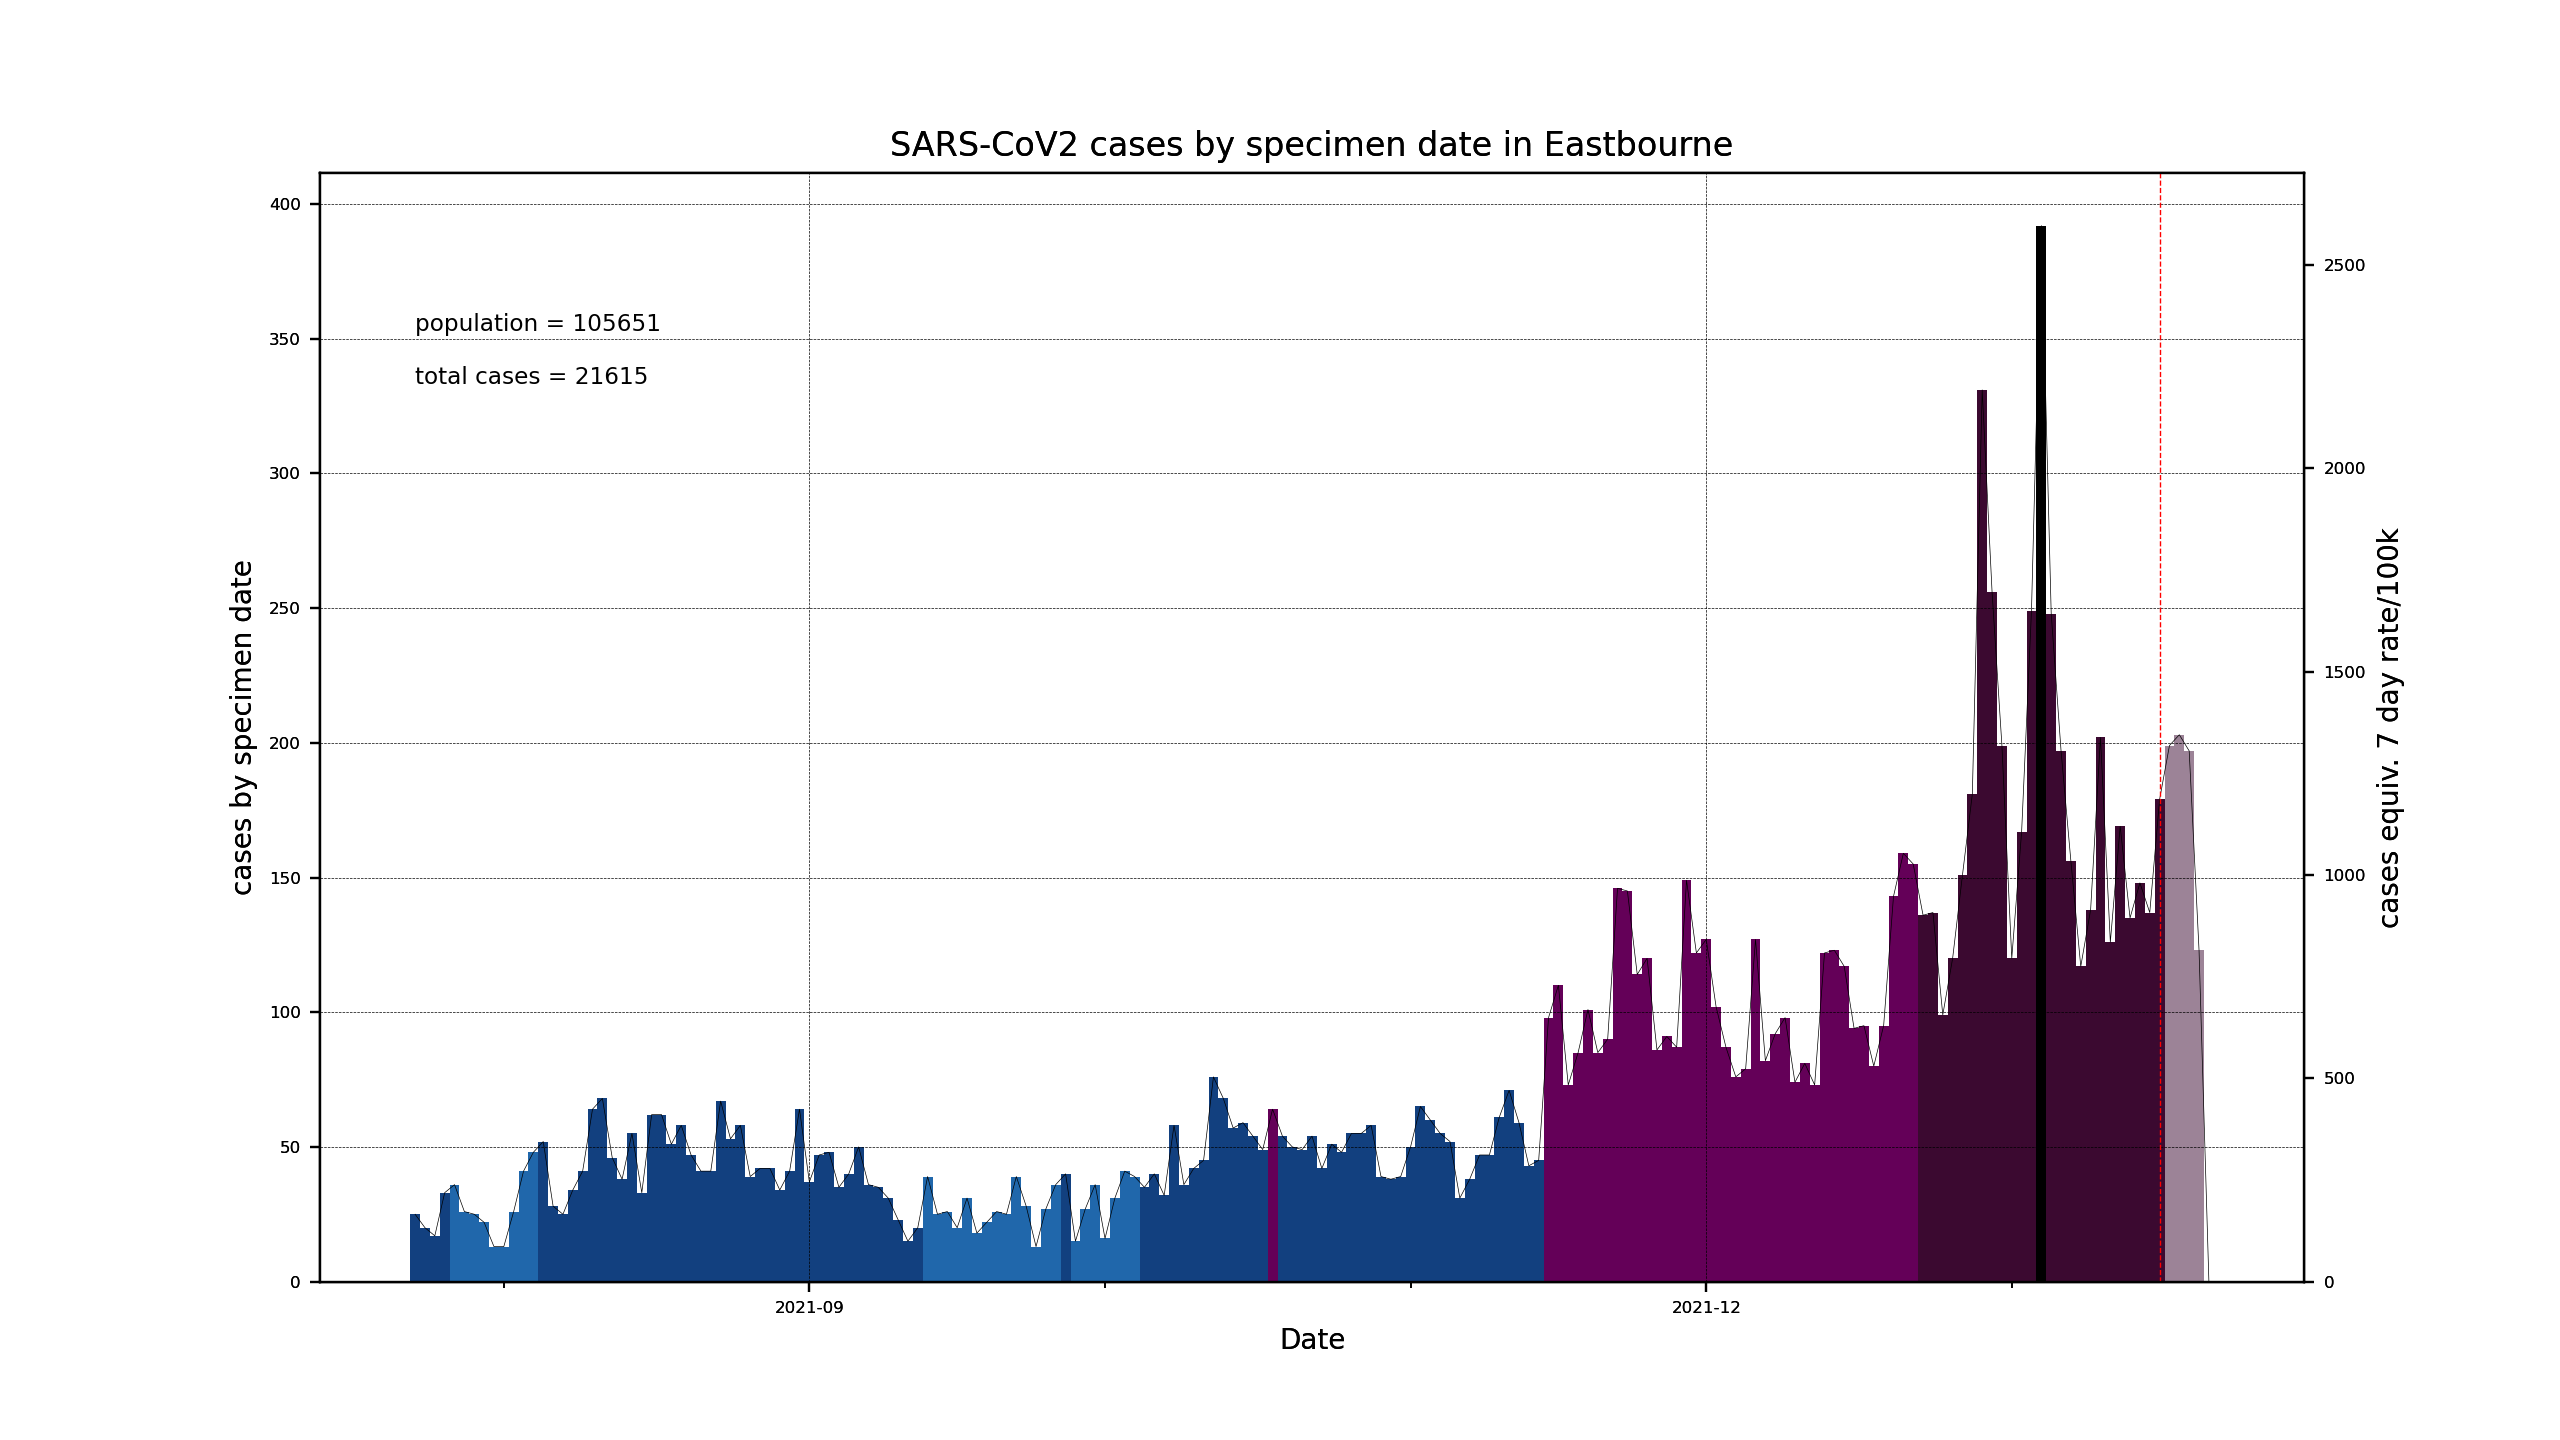 SARS-CoV2 cases by specimen date in Eastbourne
population = 105651
total cases = 21615
cases by specimen date
400
350
300
250
200
150
100
50
0
2500
2000
1500
1000
500
0
cases equiv. 7 day rate/100k
2021-09
2021-12
Date